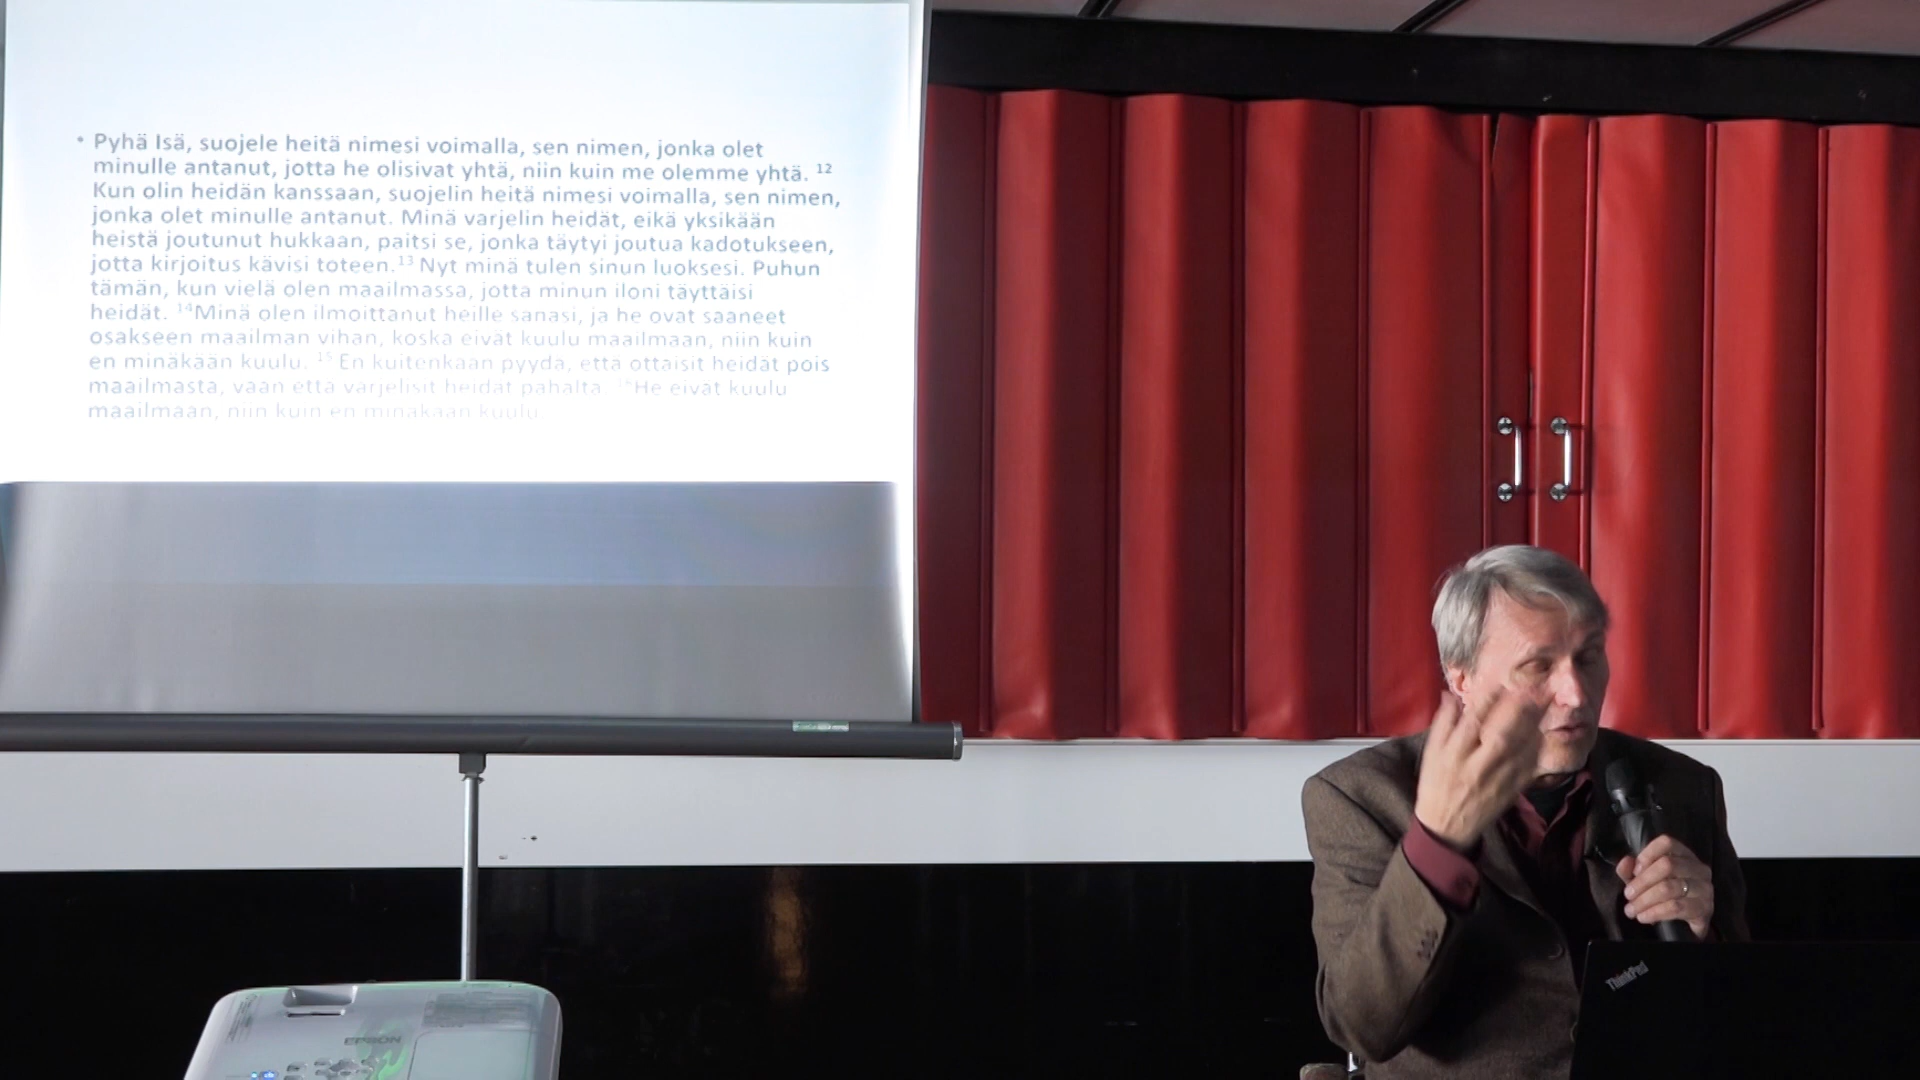 • Pyhä Isä, suojele heitä nimesi voimalla, sen nimen, jonka olet
minulle antanut, jotta he olisivat yhtä, niin kuin me olemme yhtä. ¹²
Kun olin heidän kanssaan, suojelin heitä nimesi voimalla, sen nimen,
jonka olet minulle antanut. Minä varjelin heidät, eikä yksikään
heistä joutunut hukkaan, paitsi se, jonka täytyi joutua kadotukseen,
jotta kirjoitus kävisi toteen.¹³ Nyt minä tulen sinun luoksesi. Puhun
tämän, kun vielä olen maailmassa, jotta minun iloni täyttäisi
heidät. ¹⁴Minä olen ilmoittanut heille sanasi, ja he ovat saaneet
osakseen maailman vihan, koska eivät kuulu maailmaan, niin kuin
en minäkään kuulu. ¹⁵ En kuitenkaan pyydä, että ottaisit heidät pois
maailmasta, vaan että varjelisit heidät pahalta. ¹⁶He eivät kuulu
maailmaan, niin kuin en minäkään kuulu.
ThinkPad
EPSON